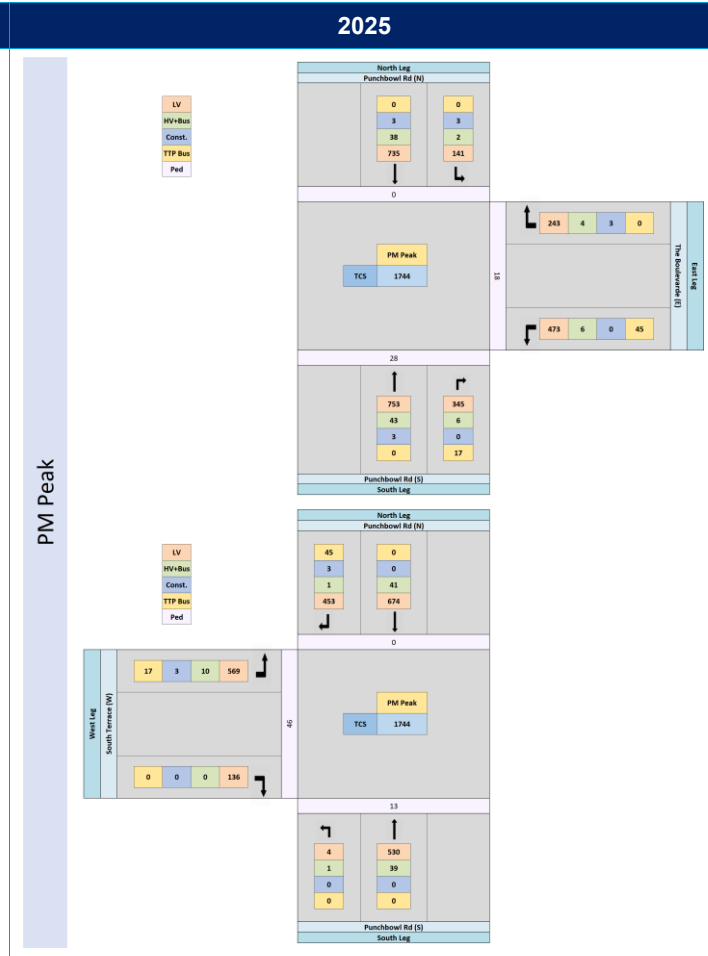 2025
PM Peak
North Leg
Punchbowl Rd (N)
LV
HV+Bus
Const.
TTP Bus
Ped
0 0
3 3
38 2
735 141
0
243 4 3 0
The Boulevarde (E)
East Leg
PM Peak
TCS 1744
18
473 6 0 45
28
753 345
43 6
3 0
0 17
Punchbowl Rd (S)
South Leg
North Leg
Punchbowl Rd (N)
LV
HV+Bus
Const.
TTP Bus
Ped
45 0
3 0
1 41
453 674
0
West Leg
South Terrace (W)
17 3 10 569
46
PM Peak
TCS 1744
0 0 0 136
13
4 530
1 39
0 0
0 0
Punchbowl Rd (S)
South Leg